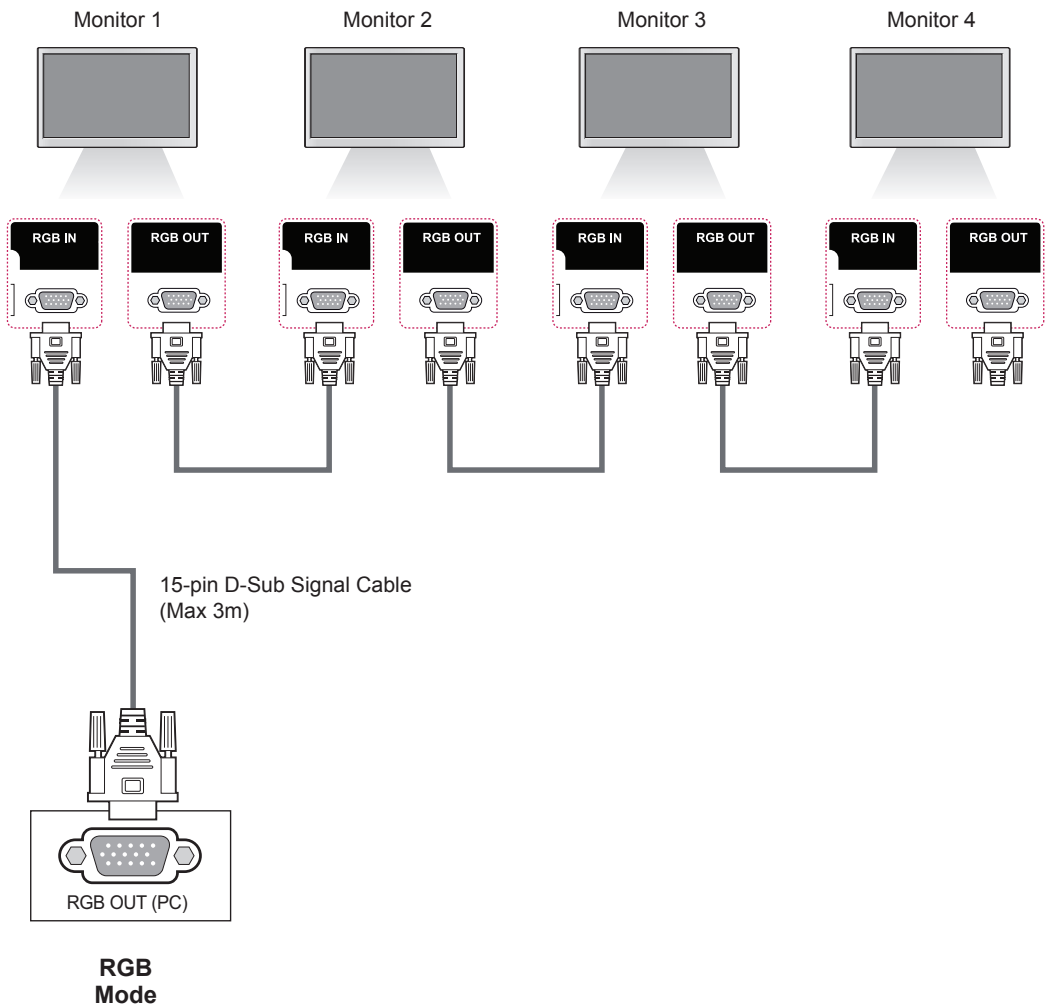 Monitor 1
Monitor 2
Monitor 3
Monitor 4
RGB IN
RGB OUT
RGB IN
RGB OUT
RGB IN
RGB OUT
RGB IN
RGB OUT
15-pin D-Sub Signal Cable
(Max 3m)
RGB OUT (PC)
RGB
Mode